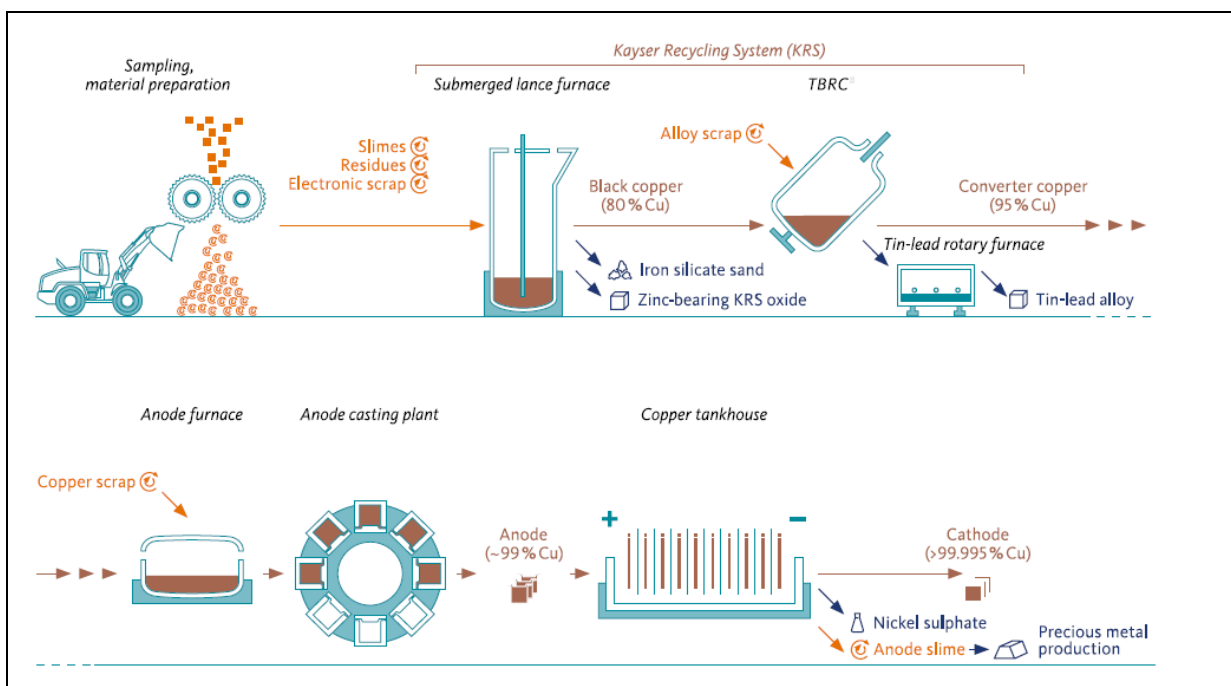 Kayser Recycling System (KRS)
Sampling,
material preparation
Submerged lance furnace
TBRC®
Slimes
Residues
Electronic scrap
Alloy scrap
Black copper
(80 % Cu)
Converter copper
(95 % Cu)
Iron silicate sand
Zinc-bearing KRS oxide
Tin-lead rotary furnace
Tin-lead alloy
Anode furnace
Anode casting plant
Copper tankhouse
Copper scrap
+
−
Anode
(~99 % Cu)
Cathode
(>99.995 % Cu)
Nickel sulphate
Anode slime
Precious metal
production